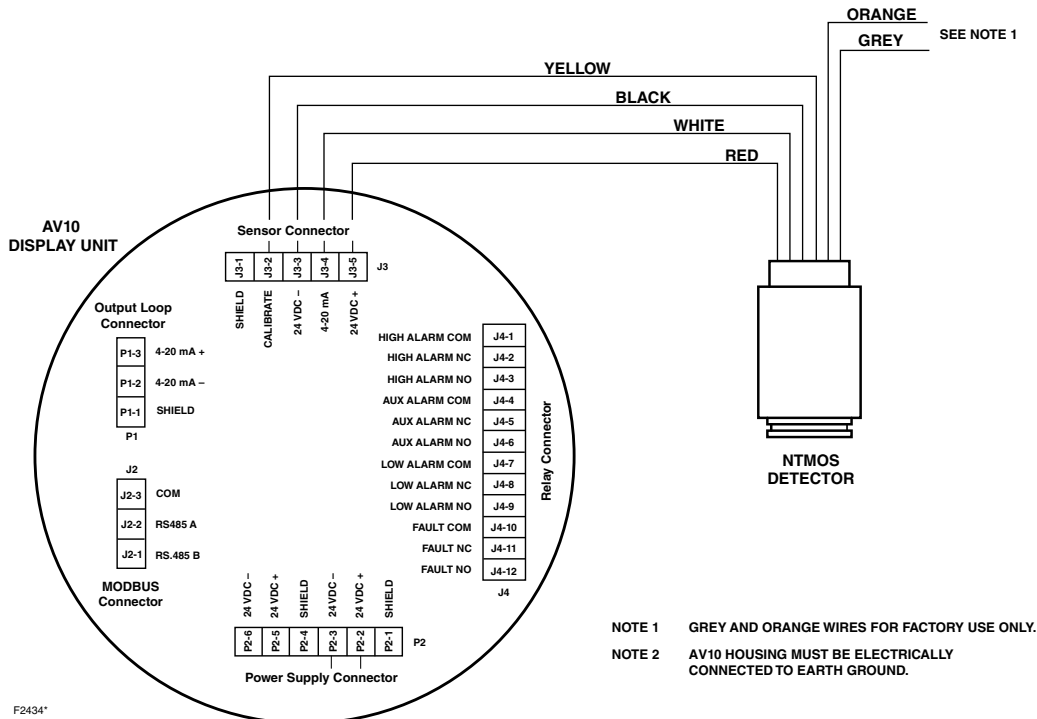 ORANGE
GREY
SEE NOTE 1
YELLOW
BLACK
WHITE
RED
AV10
DISPLAY UNIT
Sensor Connector
J3-1
J3-2
J3-3
J3-4
J3-5
J3
SHIELD
CALIBRATE
24 VDC –
4-20 mA
24 VDC +
Output Loop
Connector
P1-3 4-20 mA +
P1-2 4-20 mA –
P1-1 SHIELD
P1
J2
J2-3 COM
J2-2 RS485 A
J2-1 RS.485 B
MODBUS
Connector
HIGH ALARM COM J4-1
HIGH ALARM NC J4-2
HIGH ALARM NO J4-3
AUX ALARM COM J4-4
AUX ALARM NC J4-5
AUX ALARM NO J4-6
LOW ALARM COM J4-7
LOW ALARM NC J4-8
LOW ALARM NO J4-9
FAULT COM J4-10
FAULT NC J4-11
FAULT NO J4-12
J4
Relay Connector
NTMOS
DETECTOR
24 VDC –
24 VDC +
SHIELD
24 VDC –
24 VDC +
SHIELD
P2-6
P2-5
P2-4
P2-3
P2-2
P2-1
P2
Power Supply Connector
NOTE 1 GREY AND ORANGE WIRES FOR FACTORY USE ONLY.
NOTE 2 AV10 HOUSING MUST BE ELECTRICALLY
CONNECTED TO EARTH GROUND.
F2434*